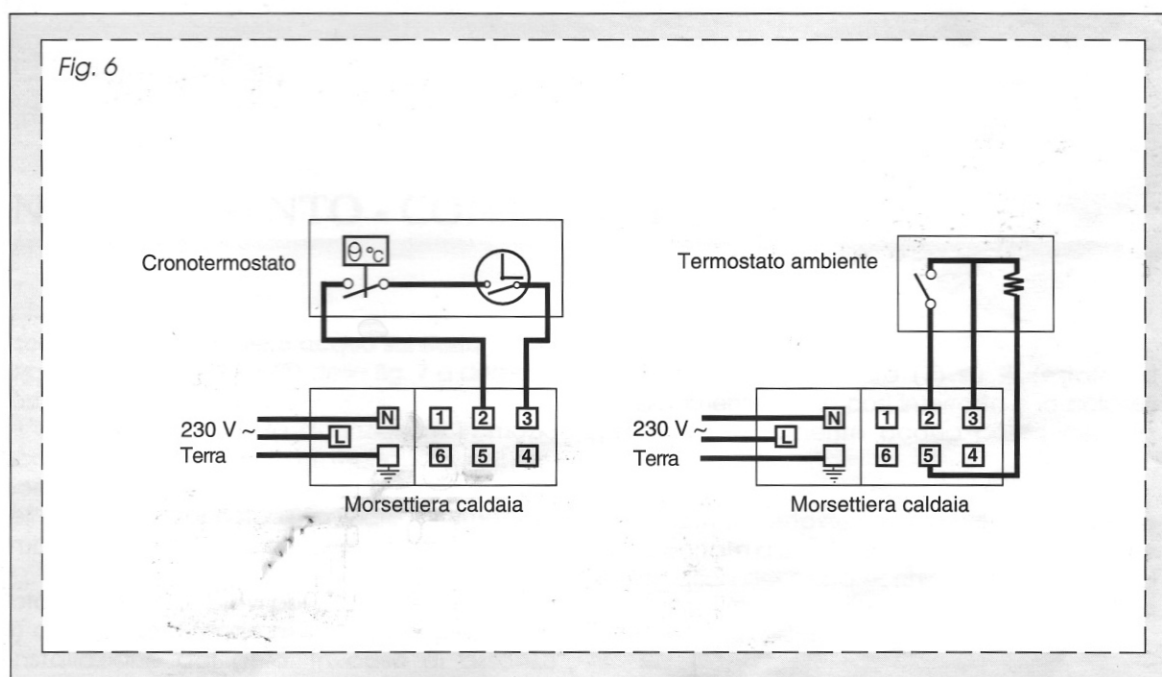 Fig. 6
Cronotermostato
θ °C
230 V ~
Terra
N
L
1 2 3
6 5 4
Morsettiera caldaia
Termostato ambiente
230 V ~
Terra
N
L
1 2 3
6 5 4
Morsettiera caldaia